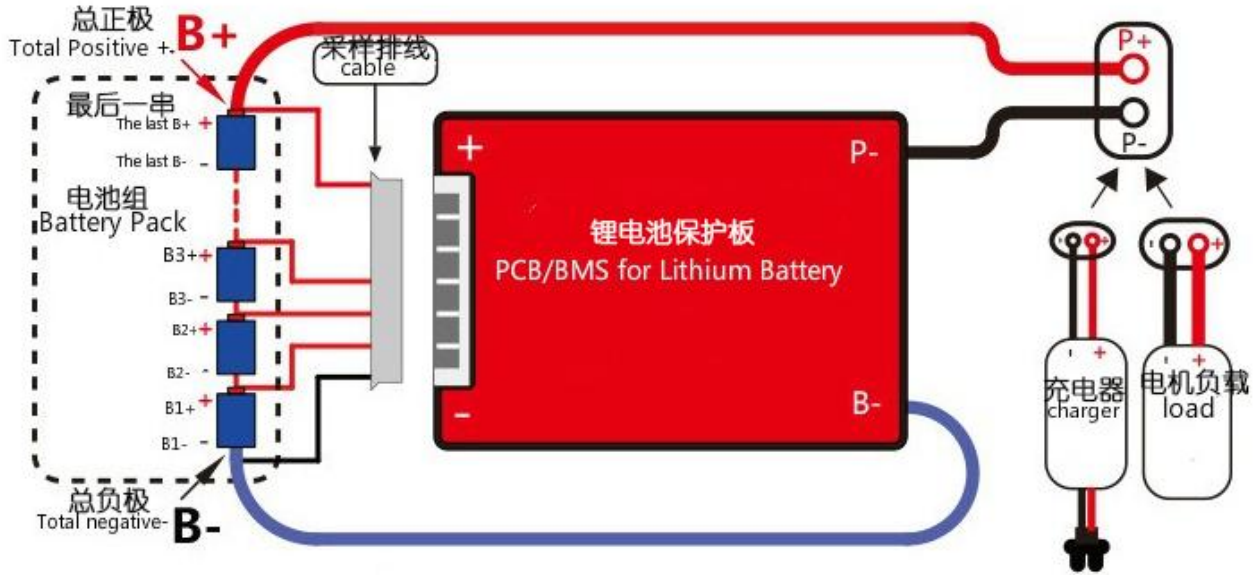 总正极
Total Positive +
B+
采样排线
cable
P+
P-
最后一串
The last B+ +
The last B- -
电池组
Battery Pack
B3+ +
B3- -
B2+ +
B2- -
B1+ +
B1- -
总负极
Total negative-
B-
+
-
P-
锂电池保护板
PCB/BMS for Lithium Battery
B-
- +
- +
充电器
charger
- +
- +
电机负载
load